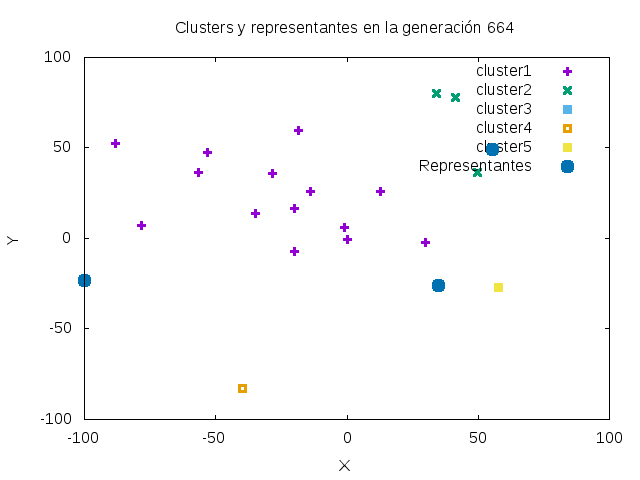 Clusters y representantes en la generación 664
100
50
0
-50
-100
-100
-50
0
50
100
Y
X
cluster1
cluster2
cluster3
cluster4
cluster5
Representantes